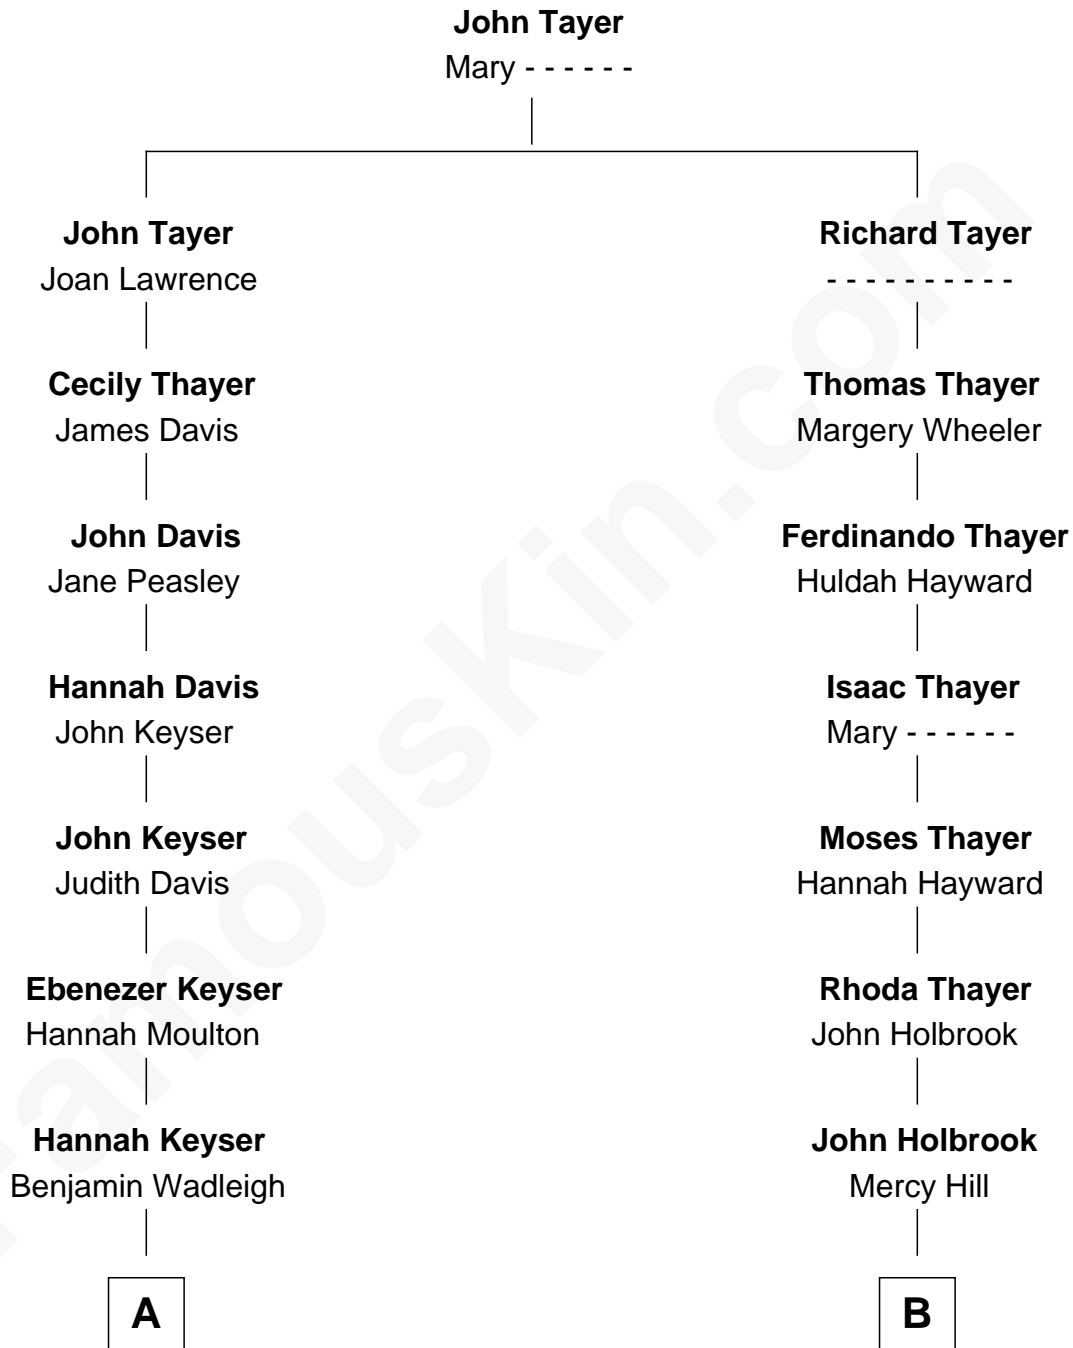 John Tayer
Mary - - - - - -
John Tayer
Joan Lawrence
Richard Tayer
- - - - - - - - - -
Cecily Thayer
James Davis
Thomas Thayer
Margery Wheeler
John Davis
Jane Peasley
Ferdinando Thayer
Huldah Hayward
Hannah Davis
John Keyser
Isaac Thayer
Mary - - - - - -
John Keyser
Judith Davis
Moses Thayer
Hannah Hayward
Ebenezer Keyser
Hannah Moulton
Rhoda Thayer
John Holbrook
Hannah Keyser
Benjamin Wadleigh
John Holbrook
Mercy Hill
A
B
FamousKin.com